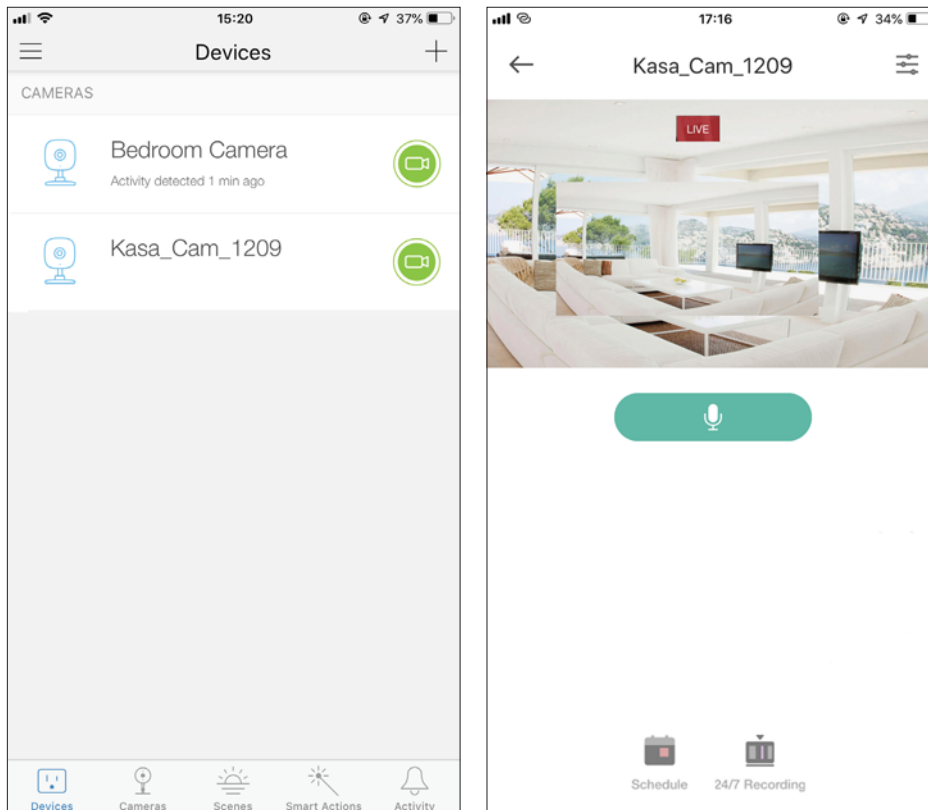 15:20
37%
Devices
CAMERAS
Bedroom Camera
Activity detected 1 min ago
Kasa_Cam_1209
Devices
Cameras
Scenes
Smart Actions
Activity
17:16
34%
Kasa_Cam_1209
LIVE
Schedule
24/7 Recording